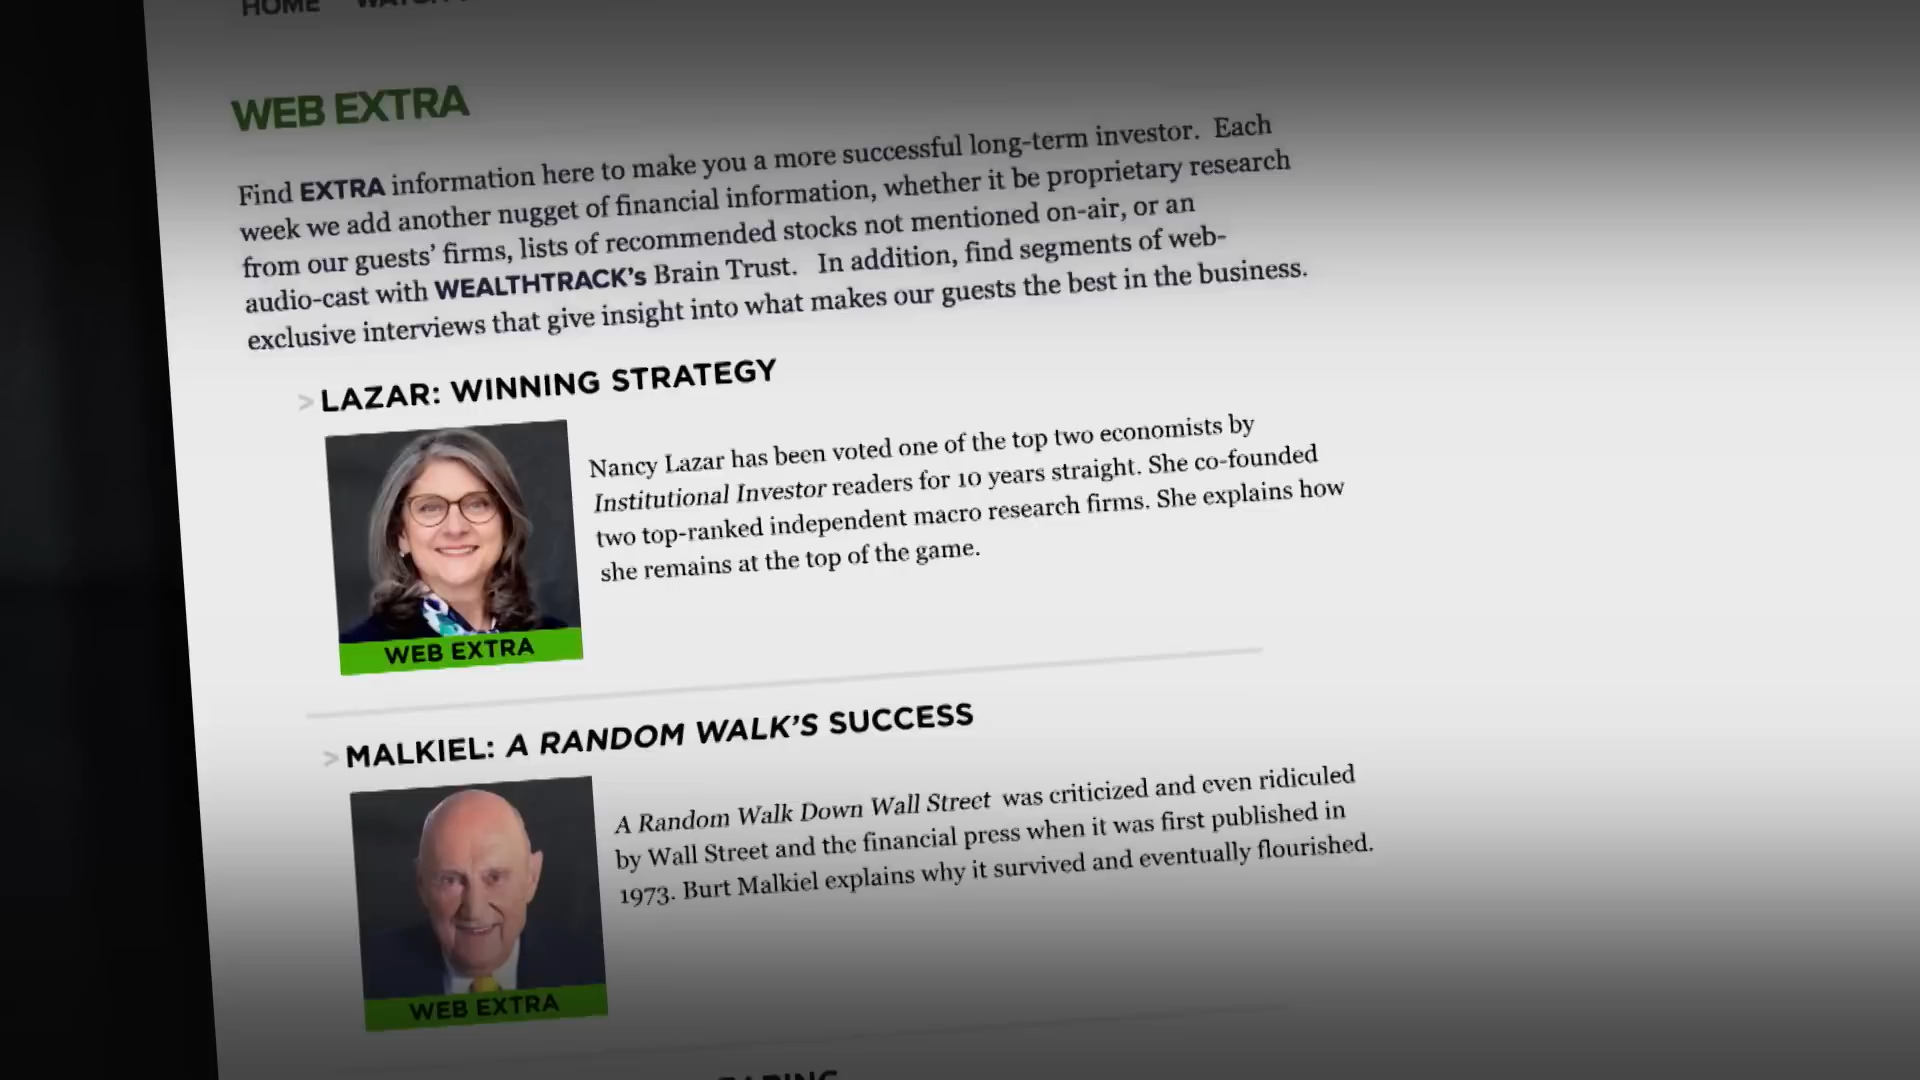 HOME
WEB EXTRA
Find EXTRA information here to make you a more successful long-term investor. Each
week we add another nugget of financial information, whether it be proprietary research
from our guests' firms, lists of recommended stocks not mentioned on-air, or an
audio-cast with WEALTHTRACK's Brain Trust. In addition, find segments of web-
exclusive interviews that give insight into what makes our guests the best in the business.
> LAZAR: WINNING STRATEGY
Nancy Lazar has been voted one of the top two economists by
Institutional Investor readers for 10 years straight. She co-founded
two top-ranked independent macro research firms. She explains how
she remains at the top of the game.
WEB EXTRA
> MALKIEL: A RANDOM WALK'S SUCCESS
A Random Walk Down Wall Street was criticized and even ridiculed
by Wall Street and the financial press when it was first published in
1973. Burt Malkiel explains why it survived and eventually flourished.
WEB EXTRA